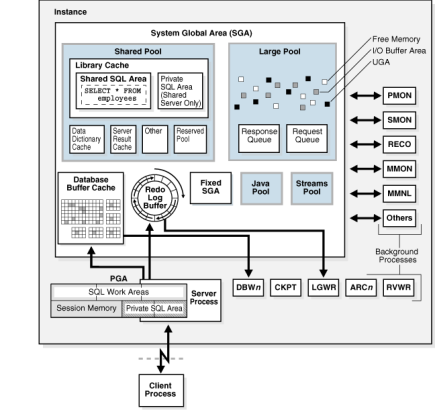 Instance
System Global Area (SGA)
Shared Pool
Library Cache
Shared SQL Area
SELECT * FROM
employees
Private
SQL Area
(Shared
Server Only)
Data
Dictionary
Cache
Server
Result
Cache
Other
Reserved
Pool
Large Pool
Response
Queue
Request
Queue
Free Memory
I/O Buffer Area
UGA
Database
Buffer Cache
Redo
Log
Buffer
Fixed
SGA
Java
Pool
Streams
Pool
PMON
SMON
RECO
MMON
MMNL
Others
Background
Processes
PGA
SQL Work Areas
Session Memory
Private SQL Area
Server
Process
DBWn
CKPT
LGWR
ARCn
RVWR
Client
Process